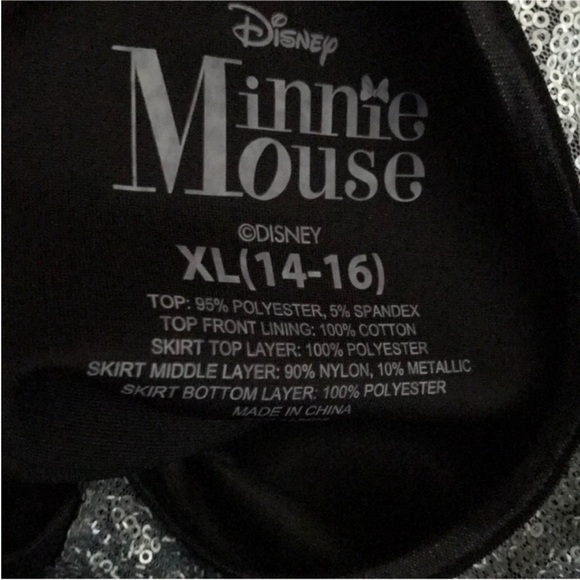 Disney
Minnie
Mouse
©DISNEY
XL(14-16)
TOP: 95% POLYESTER, 5% SPANDEX
TOP FRONT LINING: 100% COTTON
SKIRT TOP LAYER: 100% POLYESTER
SKIRT MIDDLE LAYER: 90% NYLON, 10% METALLIC
SKIRT BOTTOM LAYER: 100% POLYESTER
MADE IN CHINA